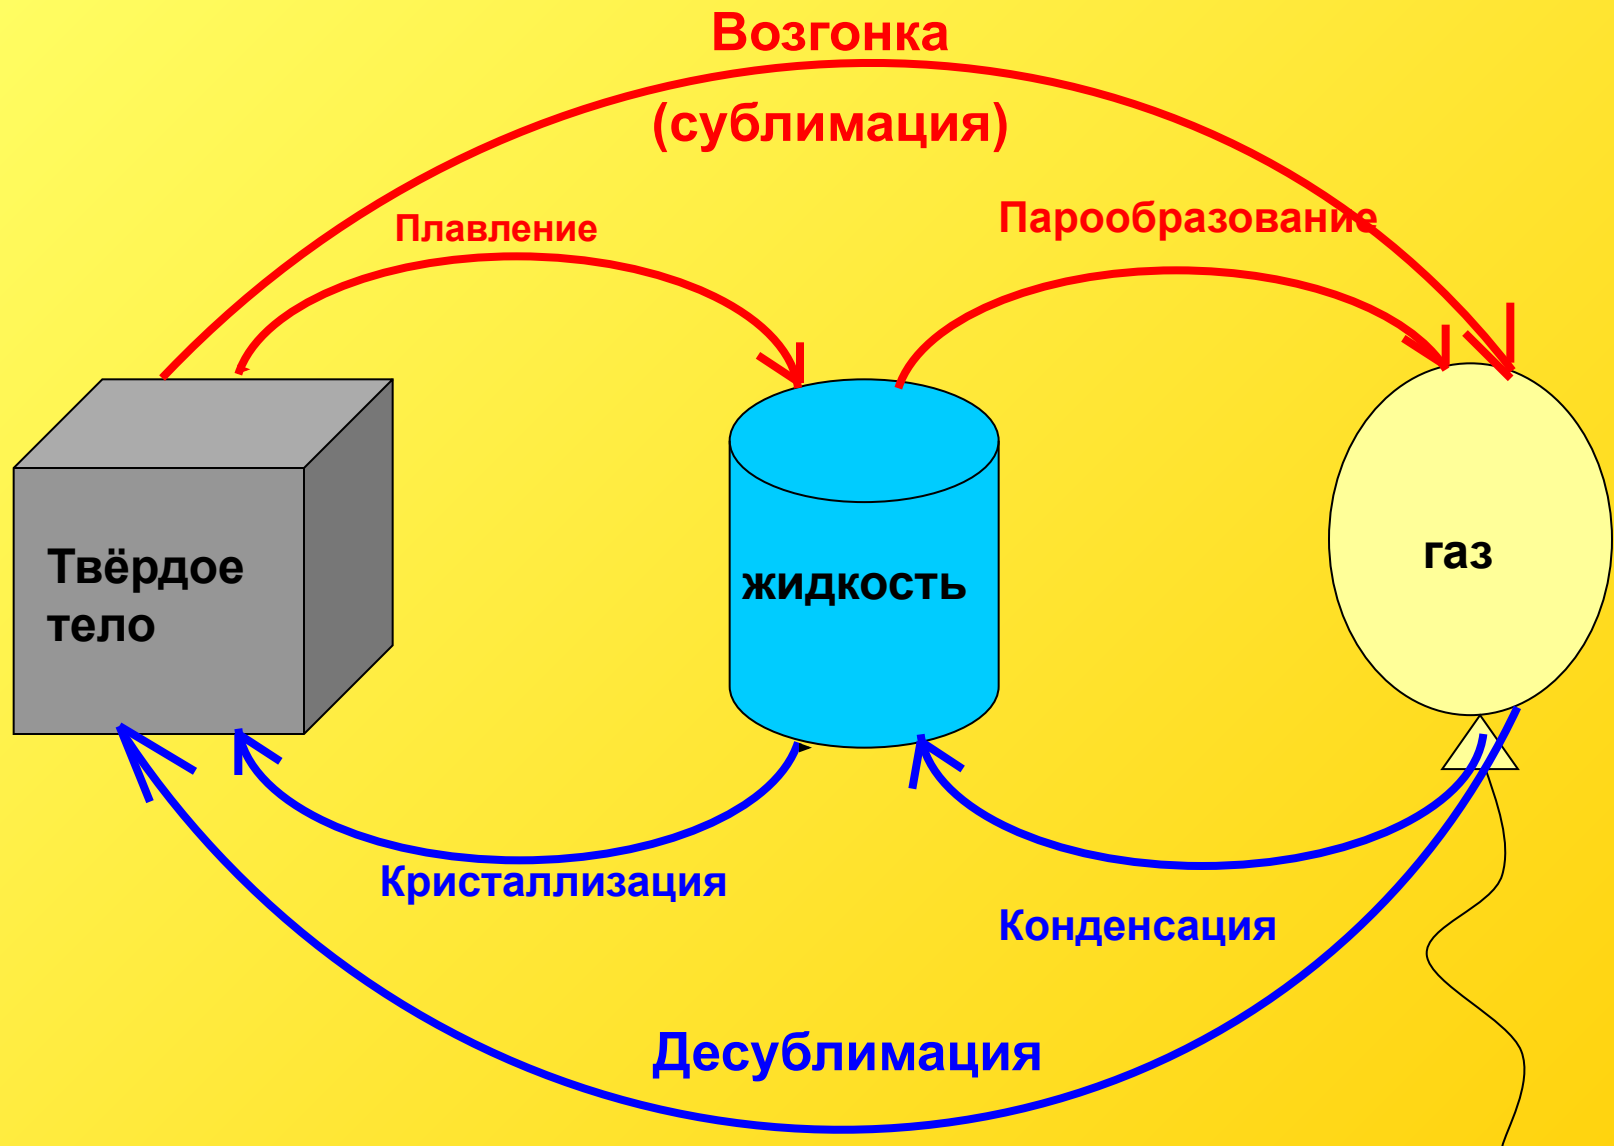 Возгонка
(сублимация)
Плавление
Парообразование
Твёрдое
тело
жидкость
газ
Кристаллизация
Конденсация
Десублимация